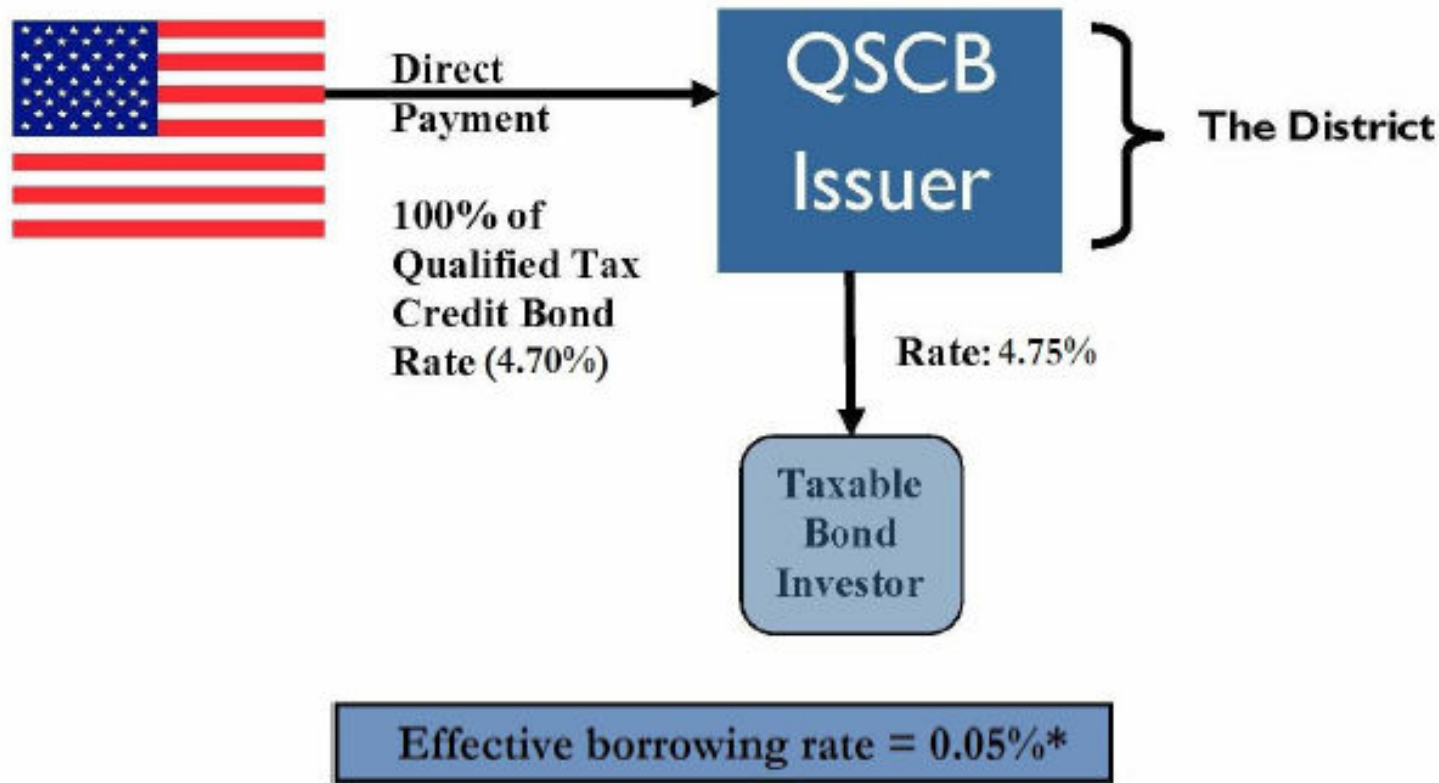 Direct
Payment
100% of
Qualified Tax
Credit Bond
Rate (4.70%)
QSCB
Issuer
The District
Rate: 4.75%
Taxable
Bond
Investor
Effective borrowing rate = 0.05%*